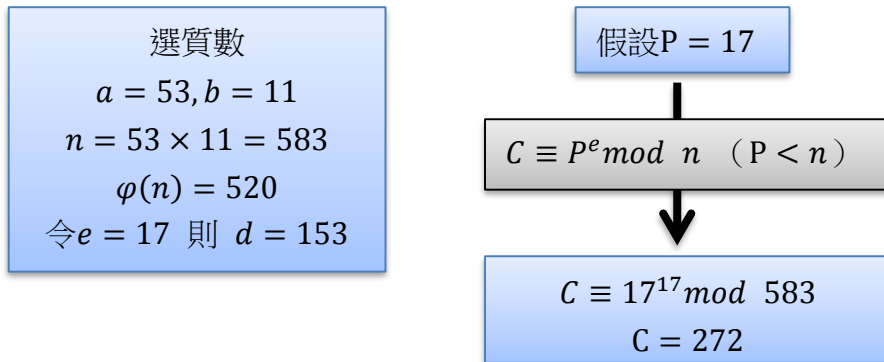 選質數
a = 53, b = 11
n = 53 × 11 = 583
φ(n) = 520
令e = 17 則 d = 153
假設P = 17
C ≡ P^e mod n （P < n）
C ≡ 17^17 mod 583
C = 272